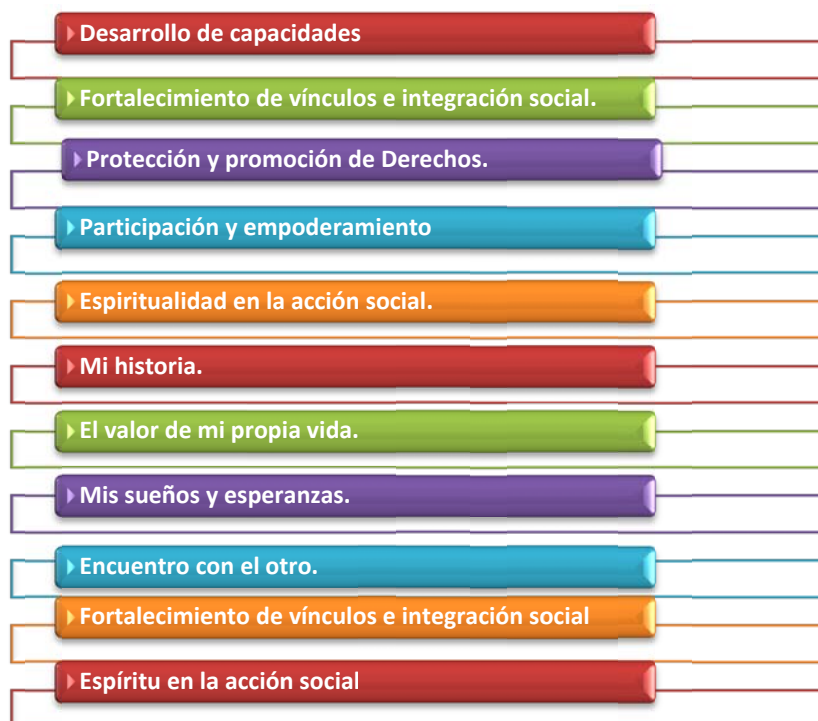 Desarrollo de capacidades
Fortalecimiento de vínculos e integración social.
Protección y promoción de Derechos.
Participación y empoderamiento
Espiritualidad en la acción social.
Mi historia.
El valor de mi propia vida.
Mis sueños y esperanzas.
Encuentro con el otro.
Fortalecimiento de vínculos e integración social
Espíritu en la acción social